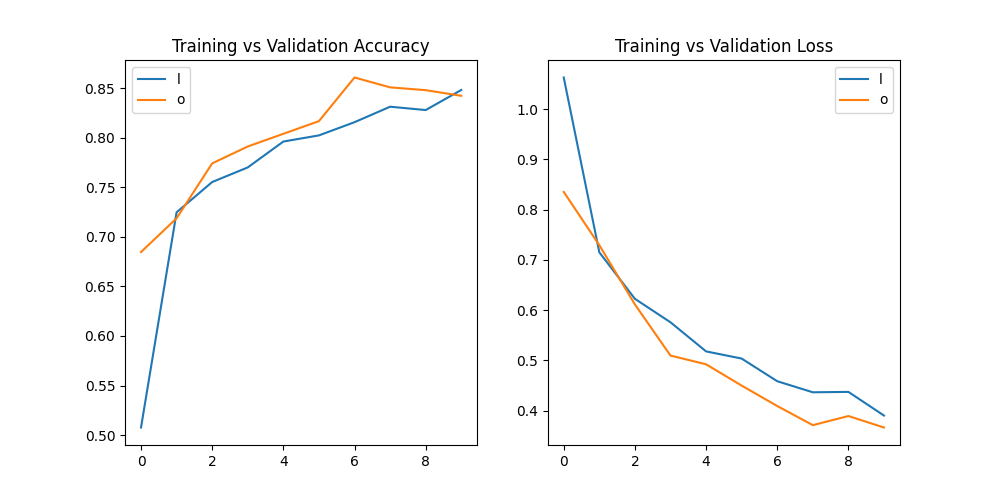 Training vs Validation Accuracy
l
o
0.85
0.80
0.75
0.70
0.65
0.60
0.55
0.50
0 2 4 6 8
Training vs Validation Loss
l
o
1.0
0.9
0.8
0.7
0.6
0.5
0.4
0 2 4 6 8